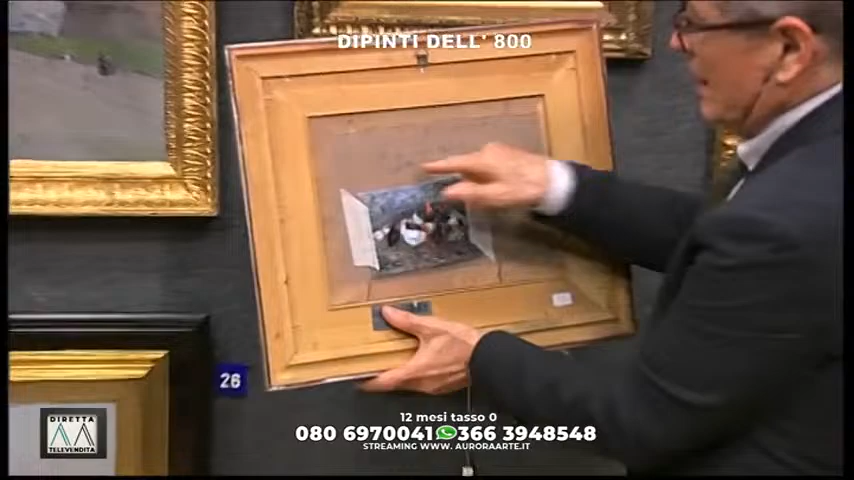 DIPINTI DELL' 800
26
DIRETTA
TELEVENDITA
12 mesi tasso 0
080 6970041 366 3948548
STREAMING WWW. AURORAARTE.IT